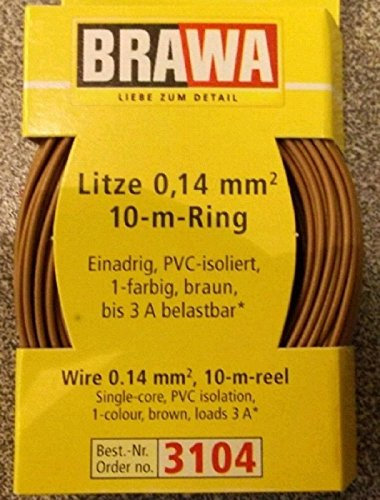 BRAWA
LIEBE ZUM DETAIL
Litze 0,14 mm²
10-m-Ring
Einadrig, PVC-isoliert,
1-farbig, braun,
bis 3 A belastbar*
Wire 0.14 mm², 10-m-reel
Single-core, PVC isolation,
1-colour, brown, loads 3 A*
Best.-Nr.
Order no.
3104